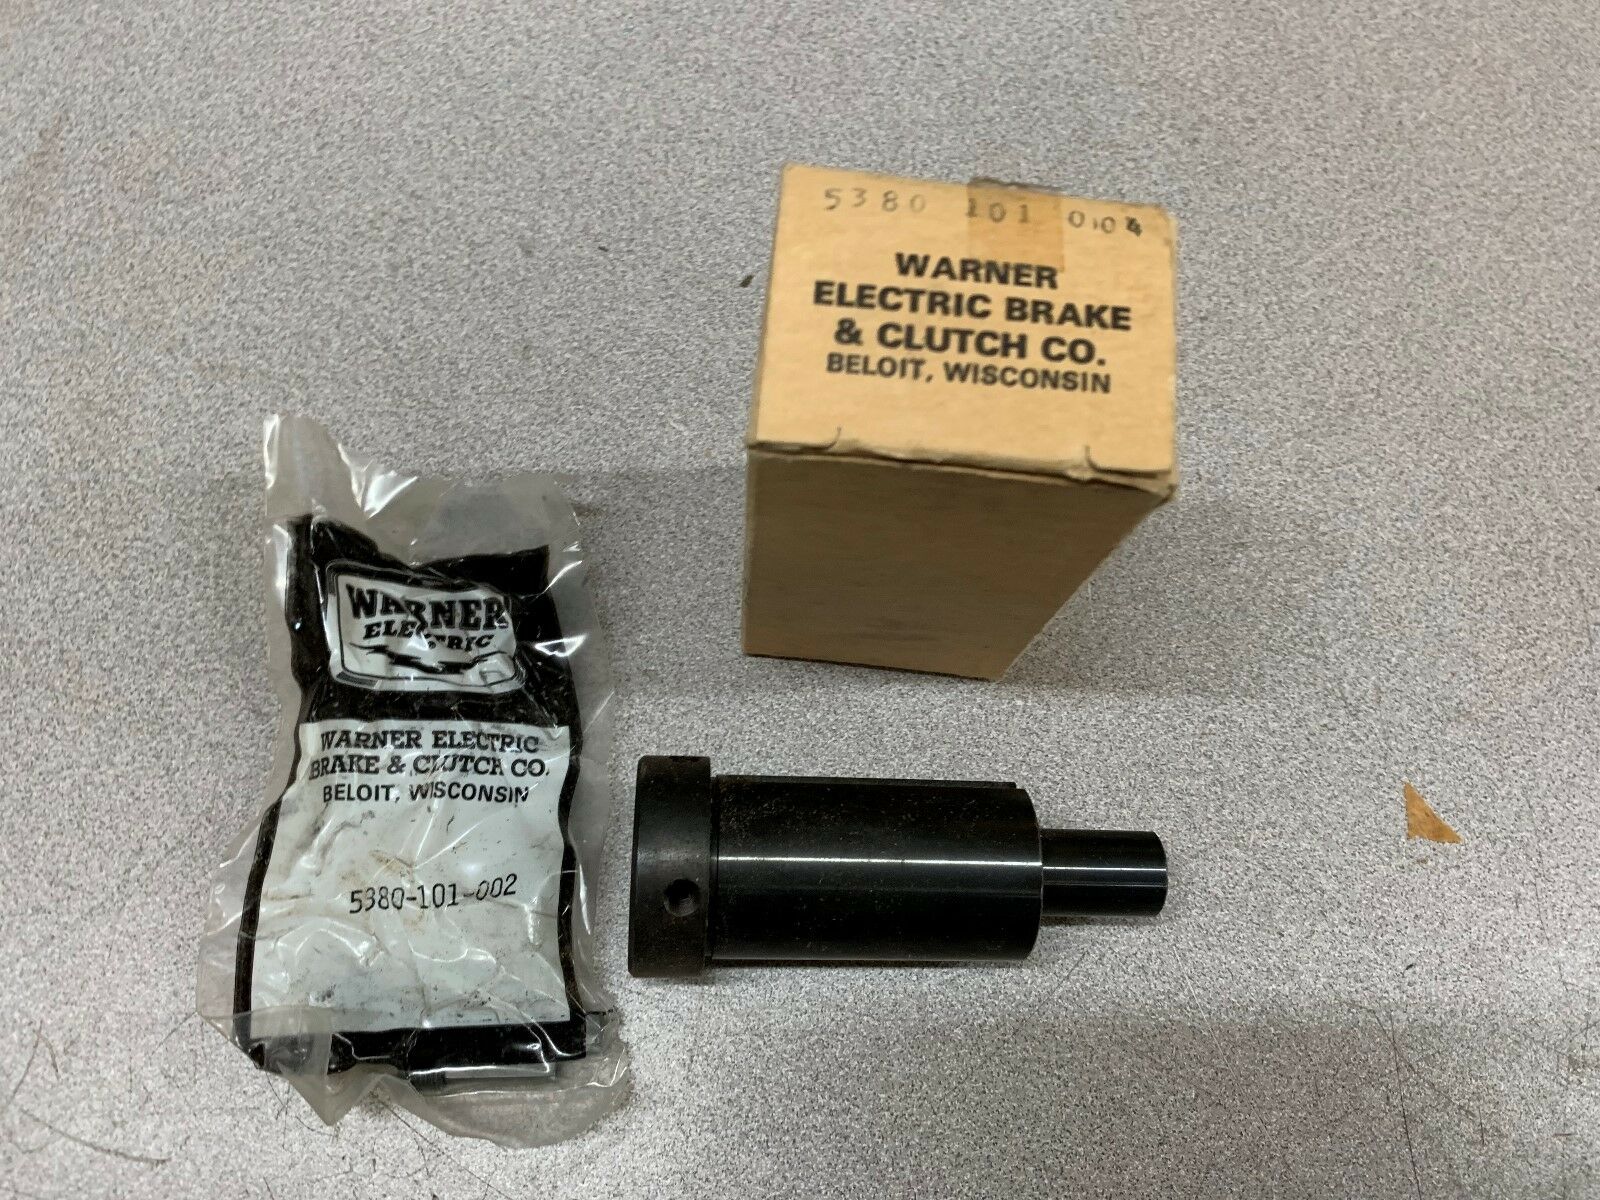 5380 101 004
WARNER
ELECTRIC BRAKE
& CLUTCH CO.
BELOIT, WISCONSIN
WARNER
ELECTRIC
WARNER ELECTRIC
BRAKE & CLUTCH CO.
BELOIT, WISCONSIN
5380-101-002